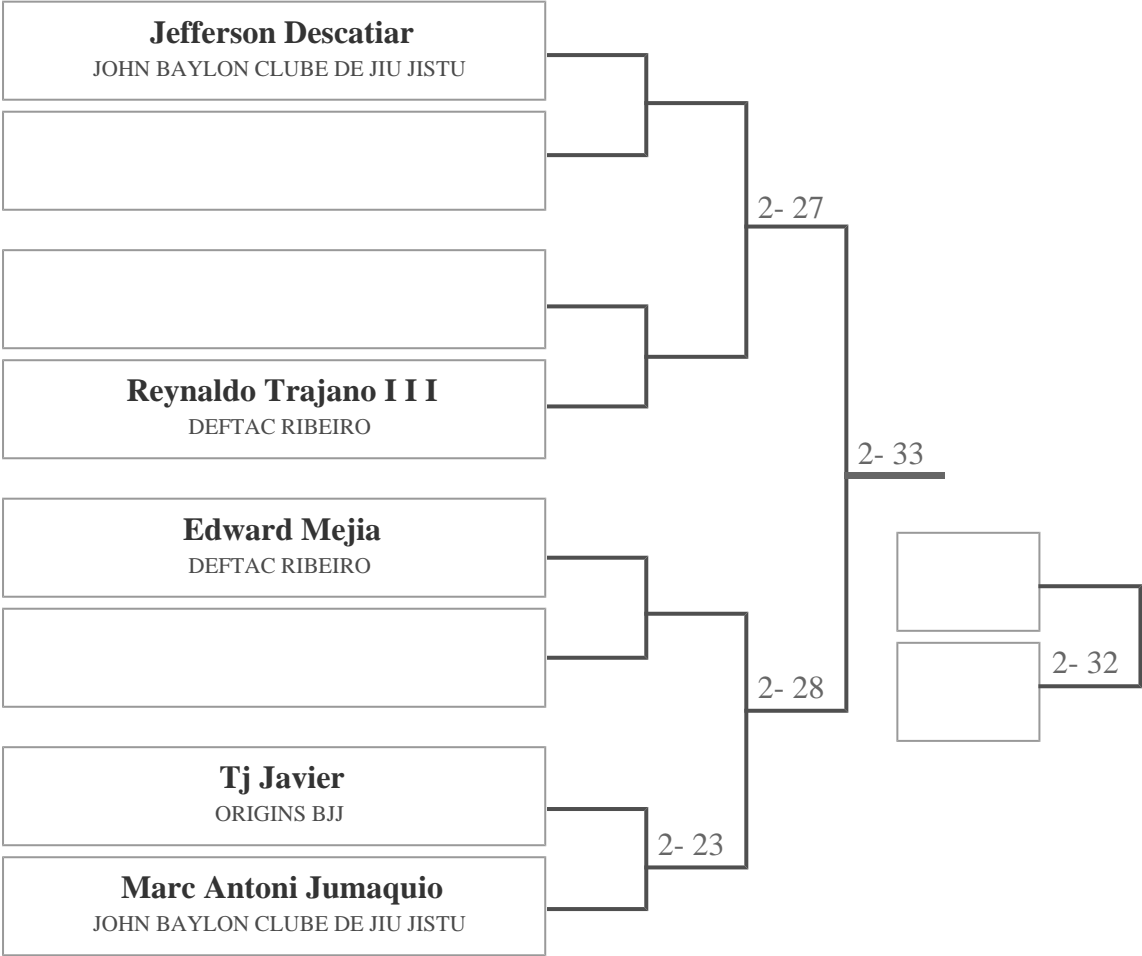 Jefferson Descatiar
JOHN BAYLON CLUBE DE JIU JISTU
2- 27
Reynaldo Trajano I I I
DEFTAC RIBEIRO
2- 33
Edward Mejia
DEFTAC RIBEIRO
2- 32
2- 28
Tj Javier
ORIGINS BJJ
2- 23
Marc Antoni Jumaquio
JOHN BAYLON CLUBE DE JIU JISTU